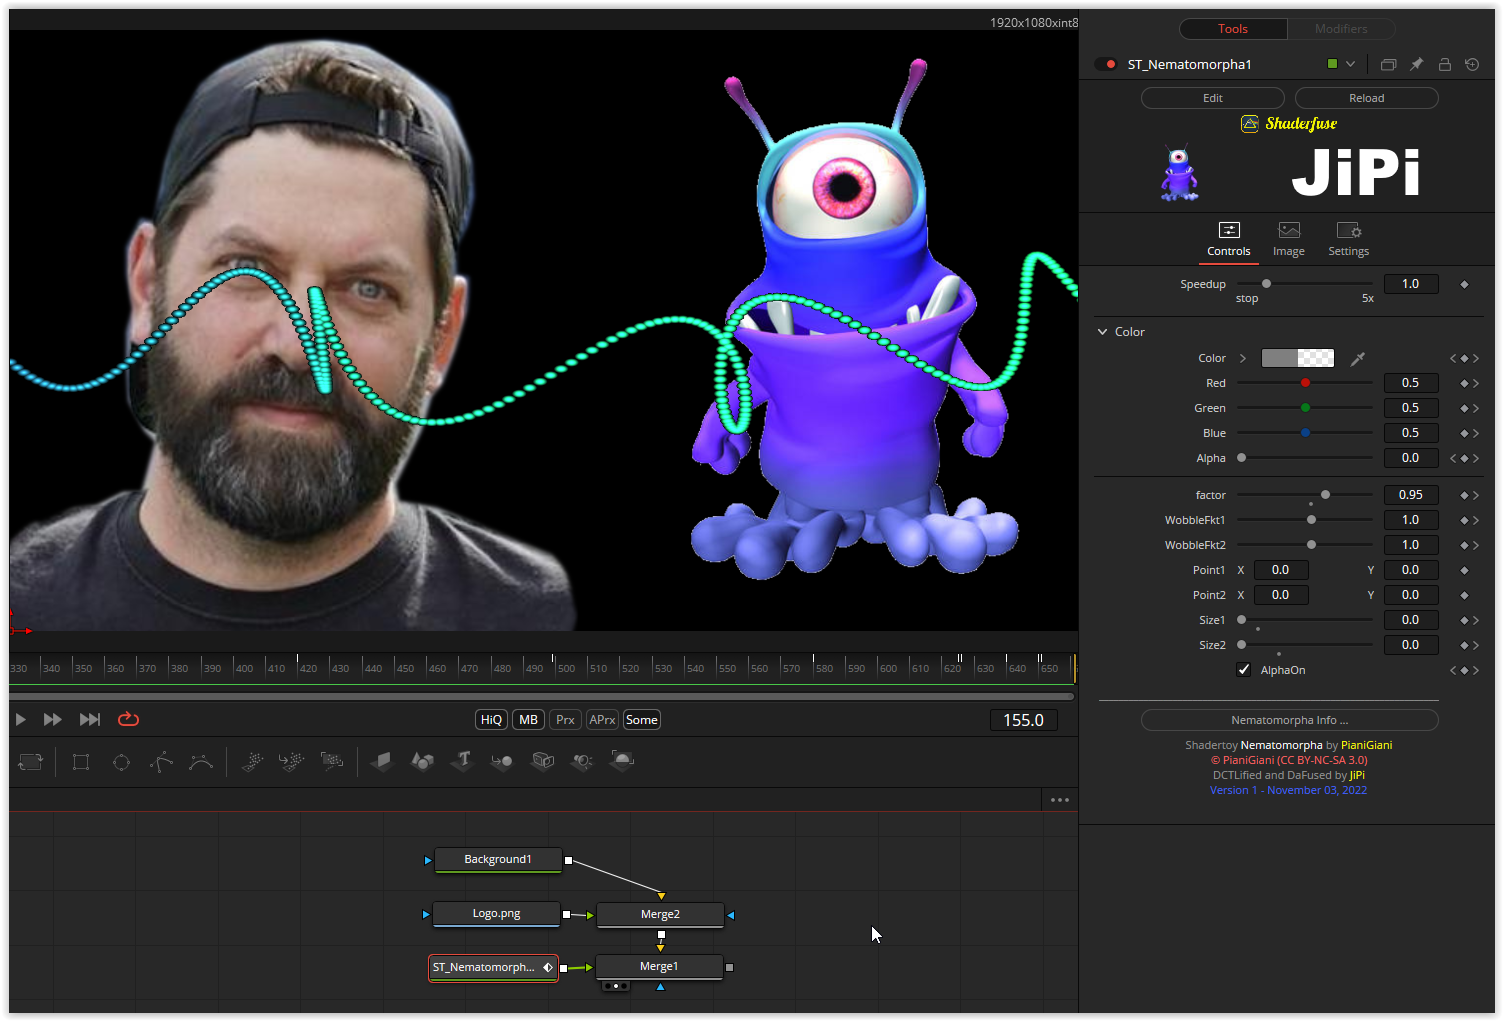 1920x1080xint8
Tools
Modifiers
ST_Nematomorpha1
Edit
Reload
Shaderfuse
JiPi
Controls
Image
Settings
Speedup
1.0
stop
5x
Color
Color
Red
0.5
Green
0.5
Blue
0.5
Alpha
0.0
factor
0.95
WobbleFkt1
1.0
WobbleFkt2
1.0
Point1 X 0.0 Y 0.0
Point2 X 0.0 Y 0.0
Size1
0.0
Size2
0.0
AlphaOn
Nematomorpha Info ...
Shadertoy Nematomorpha by PianiGiani
© PianiGiani (CC BY-NC-SA 3.0)
DCTLified and DaFused by JiPi
Version 1 - November 03, 2022
330 340 350 360 370 380 390 400 410 420 430 440 450 460 470 480 490 500 510 520 530 540 550 560 570 580 590 600 610 620 630 640 650
HiQ MB Prx APrx Some
155.0
T
Background1
Logo.png
Merge2
ST_Nematomorph...
Merge1